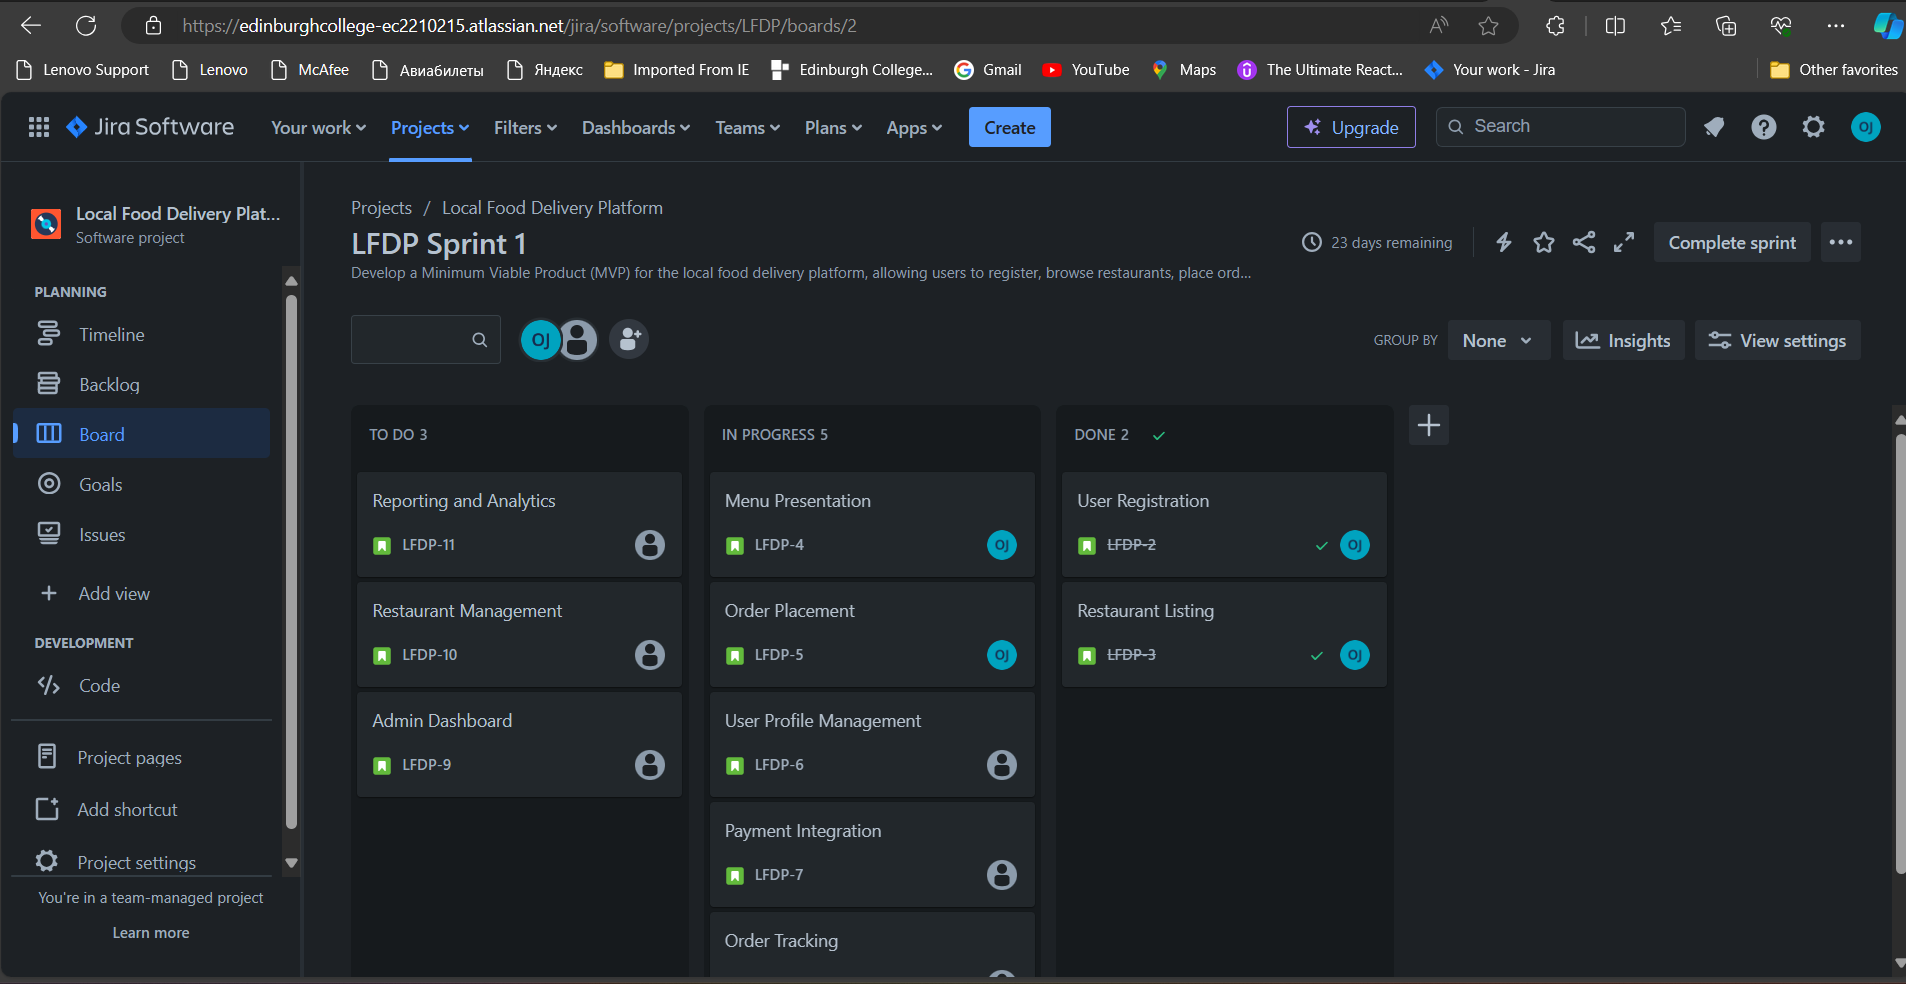 https://edinburghcollege-ec2210215.atlassian.net/jira/software/projects/LFDP/boards/2
Lenovo Support
Lenovo
McAfee
Авиабилеты
Яндекс
Imported From IE
Edinburgh College...
Gmail
YouTube
Maps
The Ultimate React...
Your work - Jira
Other favorites
Jira Software
Your work
Projects
Filters
Dashboards
Teams
Plans
Apps
Create
Upgrade
Search
OJ
Local Food Delivery Plat...
Software project
PLANNING
Timeline
Backlog
Board
Goals
Issues
Add view
DEVELOPMENT
Code
Project pages
Add shortcut
Project settings
You're in a team-managed project
Learn more
Projects / Local Food Delivery Platform
LFDP Sprint 1
Develop a Minimum Viable Product (MVP) for the local food delivery platform, allowing users to register, browse restaurants, place ord...
23 days remaining
Complete sprint
OJ
GROUP BY
None
Insights
View settings
TO DO 3
Reporting and Analytics
LFDP-11
Restaurant Management
LFDP-10
Admin Dashboard
LFDP-9
IN PROGRESS 5
Menu Presentation
LFDP-4
OJ
Order Placement
LFDP-5
OJ
User Profile Management
LFDP-6
Payment Integration
LFDP-7
Order Tracking
DONE 2
User Registration
LFDP-2
OJ
Restaurant Listing
LFDP-3
OJ